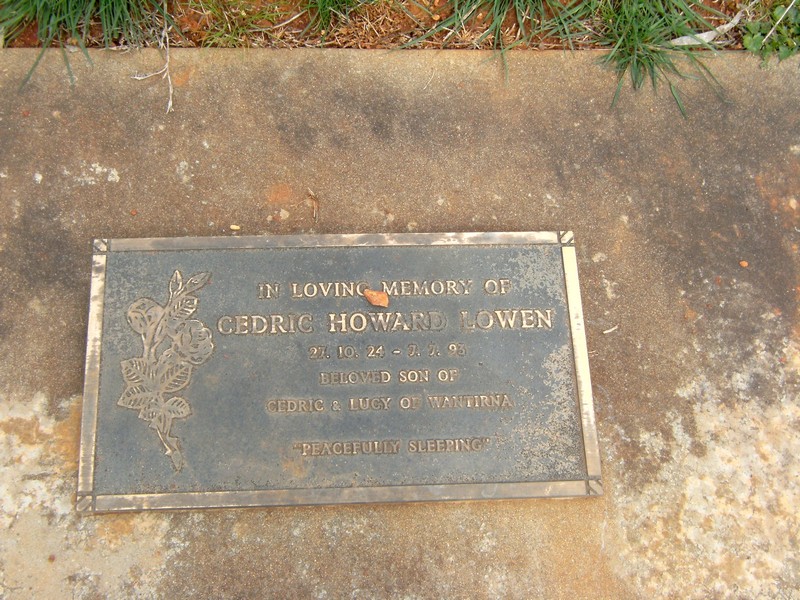 IN LOVING MEMORY OF
CEDRIC HOWARD LOWEN
27. 10. 24 - 7. 7. 93
BELOVED SON OF
CEDRIC & LUCY OF WANTIRNA
"PEACEFULLY SLEEPING"